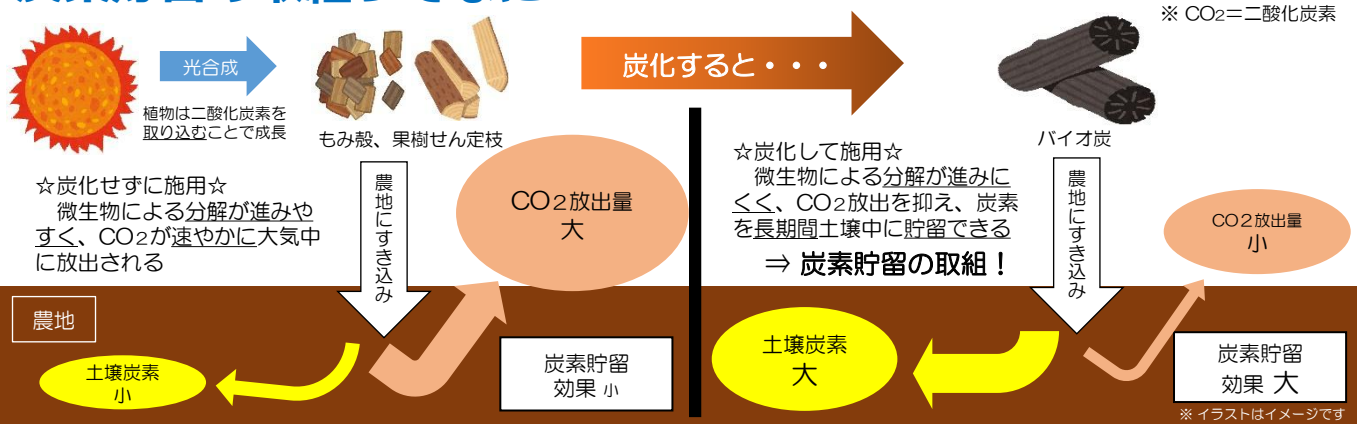 ※ CO2＝二酸化炭素
光合成
植物は二酸化炭素を
取り込むことで成長
もみ殻、果樹せん定枝
炭化すると・・・
バイオ炭
☆炭化せずに施用☆
微生物による分解が進みや
すく、CO2が速やかに大気中
に放出される
農地にすき込み
CO2放出量
大
☆炭化して施用☆
微生物による分解が進みに
くく、CO2放出を抑え、炭素
を長期間土壌中に貯留できる
⇒ 炭素貯留の取組！
農地にすき込み
CO2放出量
小
農地
土壌炭素
小
炭素貯留
効果 小
土壌炭素
大
炭素貯留
効果 大
※ イラストはイメージです